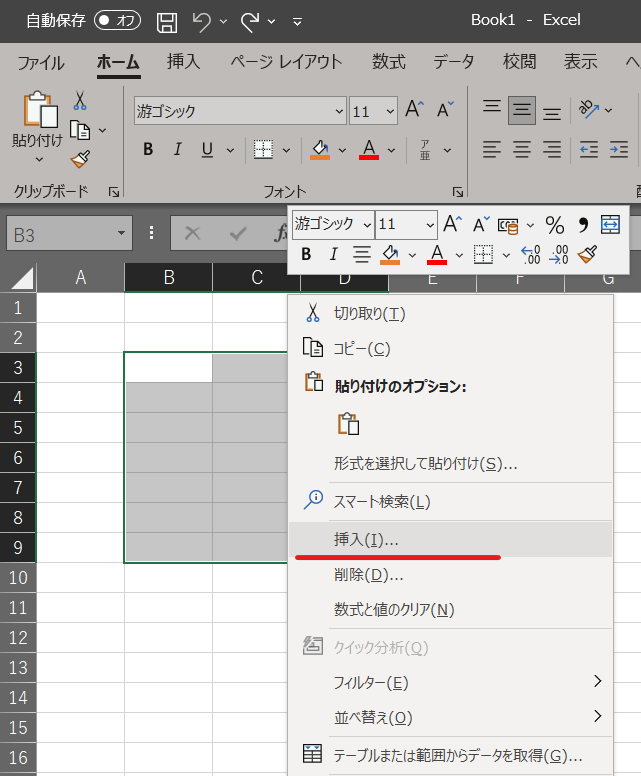 自動保存 オフ Book1 - Excel
ファイル ホーム 挿入 ページ レイアウト 数式 データ 校閲 表示
貼り付け
游ゴシック 11 A^ A˅
B I U A ア亜
クリップボード フォント
B3
游ゴシック 11 A^ A˅ % ,
B I A ←0 .00 .00 →0
A B C D E F G
1
2
3
4
5
6
7
8
9
10
11
12
13
14
15
16
切り取り(T)
コピー(C)
貼り付けのオプション:
形式を選択して貼り付け(S)...
スマート検索(L)
挿入(I)...
削除(D)...
数式と値のクリア(N)
クイック分析(Q)
フィルター(E)
並べ替え(O)
テーブルまたは範囲からデータを取得(G)...